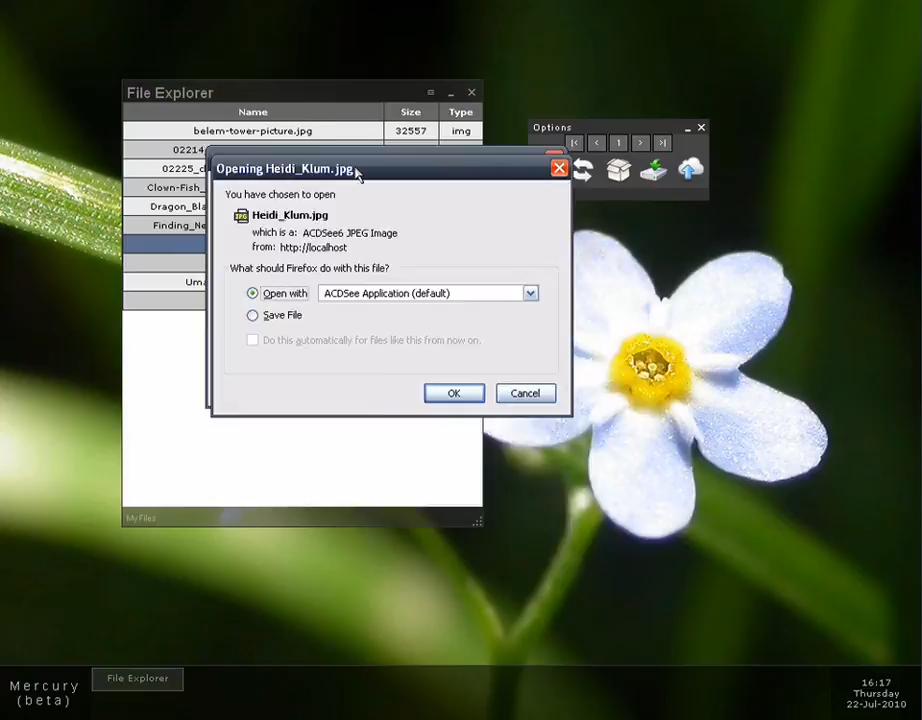 File Explorer
Name Size Type
belem-tower-picture.jpg 32557 img
02214
02225_d
Clown-Fish_
Dragon_Bla
Finding_Ne
Uma
My Files
Options
1
Opening Heidi_Klum.jpg
You have chosen to open
Heidi_Klum.jpg
which is a: ACDSee6 JPEG Image
from: http://localhost
What should Firefox do with this file?
Open with ACDSee Application (default)
Save File
Do this automatically for files like this from now on.
OK Cancel
Mercury
(beta)
File Explorer
16:17
Thursday
22-Jul-2010